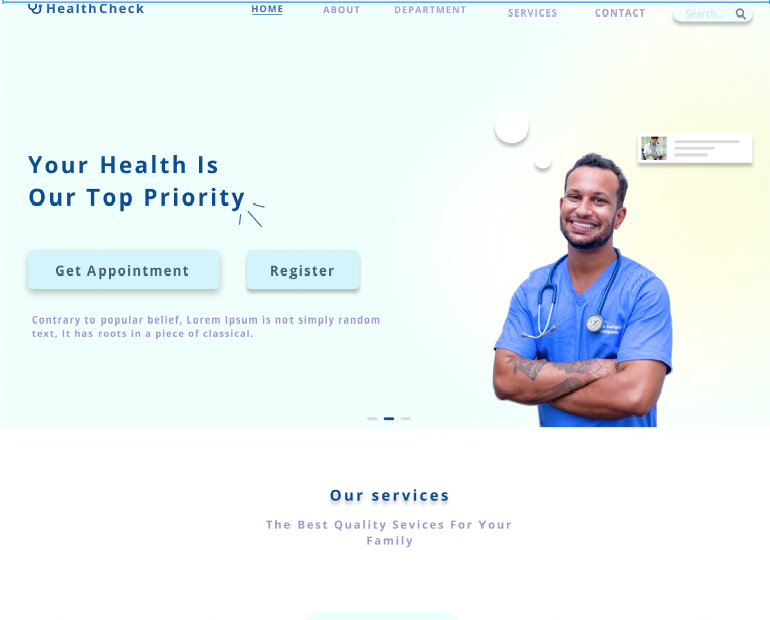 HealthCheck
HOME
ABOUT
DEPARTMENT
SERVICES
CONTACT
Search..
Your Health Is
Our Top Priority
Get Appointment
Register
Contrary to popular belief, Lorem Ipsum is not simply random
text, It has roots in a piece of classical.
Our services
The Best Quality Sevices For Your
Family